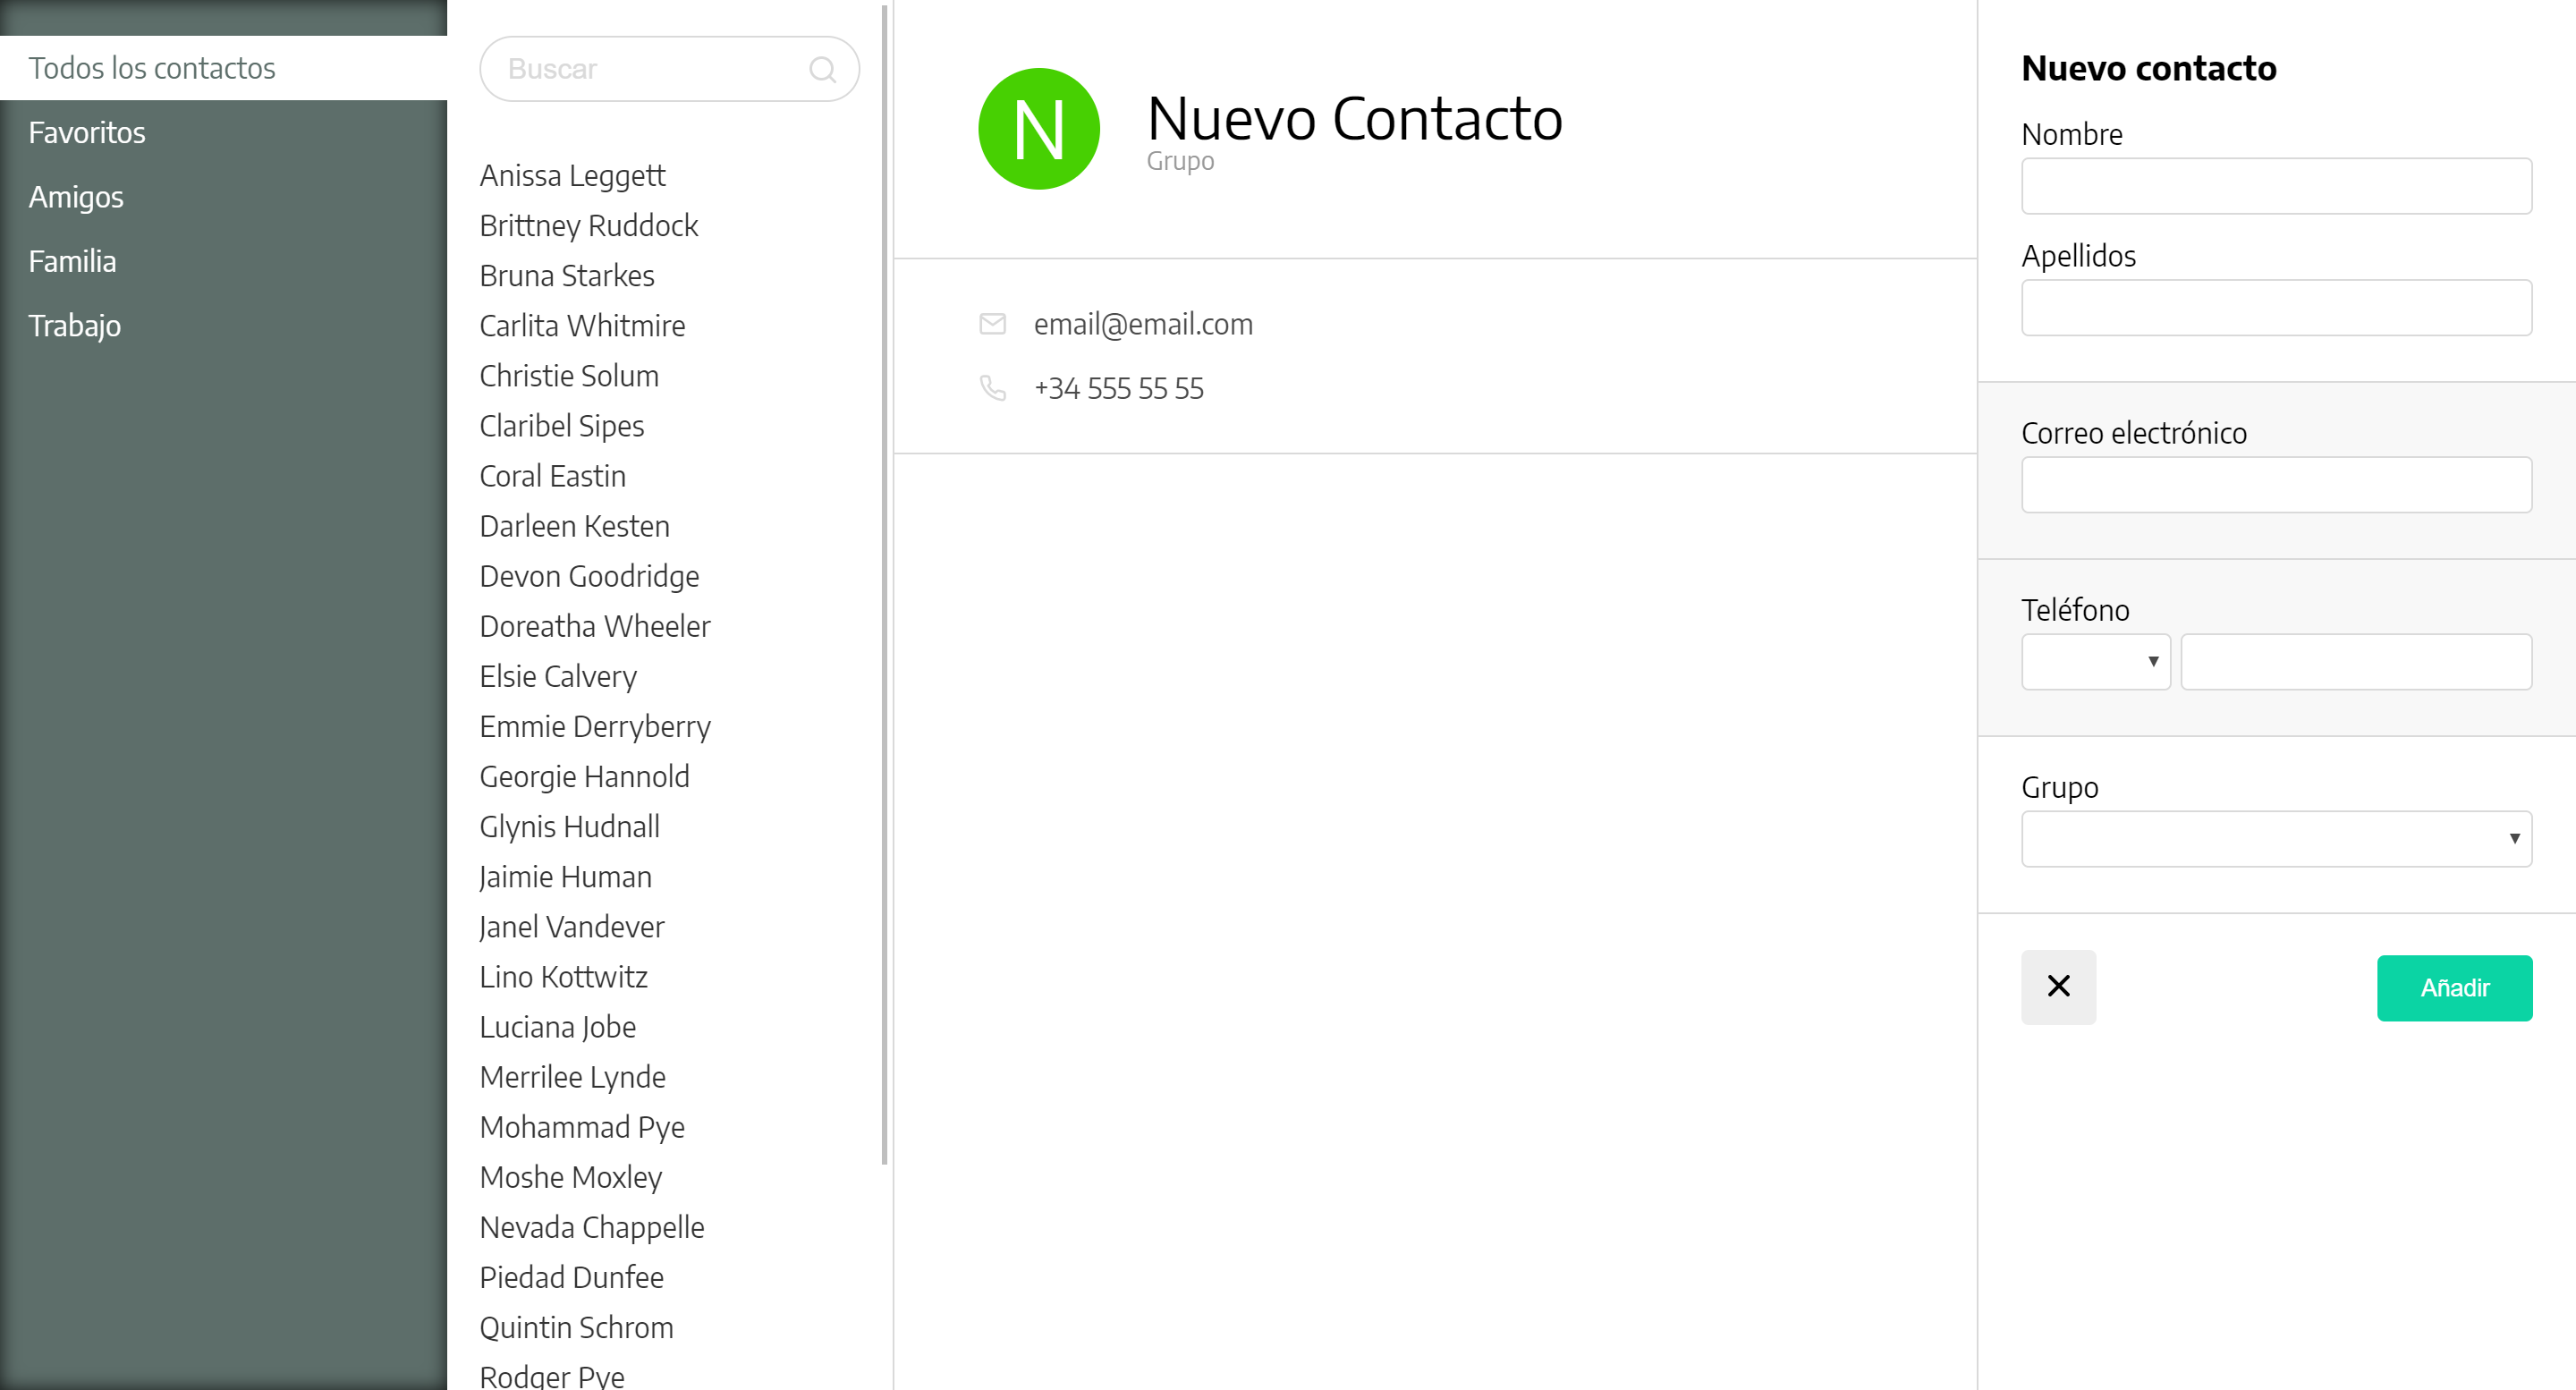 Todos los contactos
Favoritos
Amigos
Familia
Trabajo
Buscar
Anissa Leggett
Brittney Ruddock
Bruna Starkes
Carlita Whitmire
Christie Solum
Claribel Sipes
Coral Eastin
Darleen Kesten
Devon Goodridge
Doreatha Wheeler
Elsie Calvery
Emmie Derryberry
Georgie Hannold
Glynis Hudnall
Jaimie Human
Janel Vandever
Lino Kottwitz
Luciana Jobe
Merrilee Lynde
Mohammad Pye
Moshe Moxley
Nevada Chappelle
Piedad Dunfee
Quintin Schrom
Rodger Pye
N
Nuevo Contacto
Grupo
email@email.com
+34 555 55 55
Nuevo contacto
Nombre
Apellidos
Correo electrónico
Teléfono
Grupo
Añadir